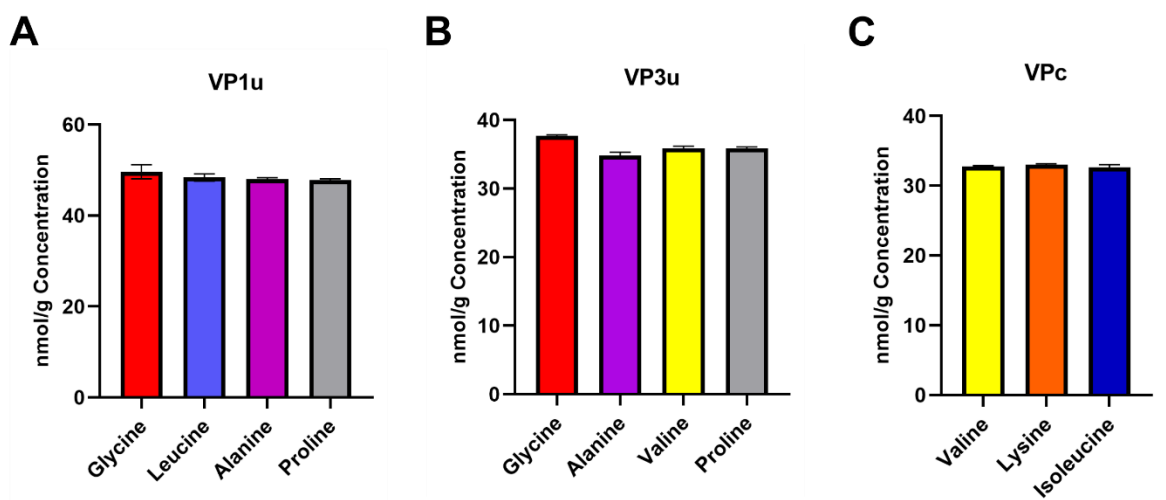 A
VP1u
nmol/g Concentration
60
40
20
0
Glycine
Leucine
Alanine
Proline
B
VP3u
nmol/g Concentration
40
30
20
10
0
Glycine
Alanine
Valine
Proline
C
VPc
nmol/g Concentration
40
30
20
10
0
Valine
Lysine
Isoleucine